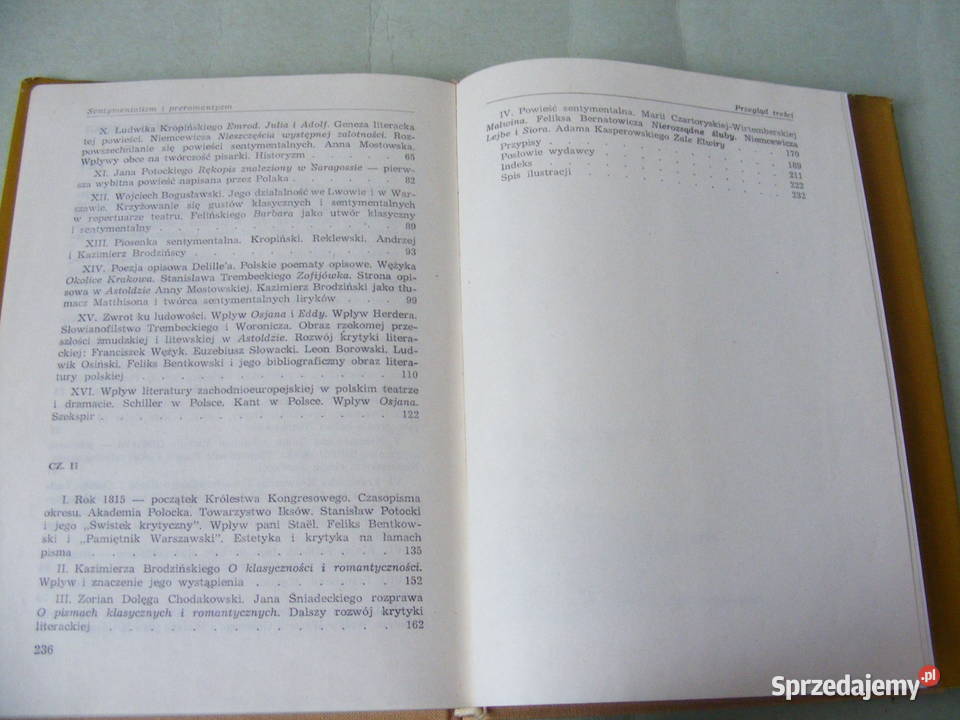 Sentymentalizm i preromantyzm
X. Ludwika Kropińskiego Emrod. Julia i Adolf. Geneza literacka
tej powieści. Niemcewicza Nieszczęścia występnej zalotności. Roz-
powszechnianie się powieści sentymentalnych. Anna Mostowska.
Wpływy obce na twórczość pisarki. Historyzm . . 65
XI. Jana Potockiego Rękopis znaleziony w Saragossie — pierw-
sza wybitna powieść napisana przez Polaka . . 82
XII. Wojciech Bogusławski. Jego działalność we Lwowie i w War-
szawie. Krzyżowanie się gustów klasycznych i sentymentalnych
w repertuarze teatru. Felińskiego Barbara jako utwór klasyczny
i sentymentalny . . . . . . . . . . 89
XIII. Piosenka sentymentalna. Kropiński. Reklewski. Andrzej
i Kazimierz Brodzińscy . . . . . . . . 93
XIV. Poezja opisowa Delille'a. Polskie poematy opisowe. Wężyka
Okolice Krakowa. Stanisława Trembeckiego Zofijówka. Strona opi-
sowa w Astoldzie Anny Mostowskiej. Kazimierz Brodziński jako tłu-
macz Matthisona i twórca sentymentalnych liryków . . 99
XV. Zwrot ku ludowości. Wpływ Osjana i Eddy. Wpływ Herdera.
Słowianofilstwo Trembeckiego i Woronicza. Obraz rzekomej prze-
szłości żmudzkiej i litewskiej w Astoldzie. Rozwój krytyki litera-
ckiej: Franciszek Wężyk. Euzebiusz Słowacki. Leon Borowski. Lud-
wik Osiński. Feliks Bentkowski i jego bibliograficzny obraz litera-
tury polskiej . . . . . . . . . . . 110
XVI. Wpływ literatury zachodnioeuropejskiej w polskim teatrze
i dramacie. Schiller w Polsce. Kant w Polsce. Wpływ Osjana.
Szekspir . . . . . . . . . . . . 122
CZ. II
I. Rok 1815 — początek Królestwa Kongresowego. Czasopisma
okresu. Akademia Połocka. Towarzystwo Iksów. Stanisław Potocki
i jego „Świstek krytyczny". Wpływ pani Staël. Feliks Bentkow-
ski i „Pamiętnik Warszawski". Estetyka i krytyka na łamach
pisma . . . . . . . . . . . . . 135
II. Kazimierza Brodzińskiego O klasyczności i romantyczności.
Wpływ i znaczenie jego wystąpienia . . . . . . 152
III. Zorian Dołęga Chodakowski. Jana Śniadeckiego rozprawa
O pismach klasycznych i romantycznych. Dalszy rozwój krytyki
literackiej . . . . . . . . . . . . 162
236
Przegląd treści
IV. Powieść sentymentalna. Marii Czartoryskiej-Wirtemberskiej
Malwina. Feliksa Bernatowicza Nierozsądne śluby. Niemcewicza
Lejbe i Siora. Adama Kasperowskiego Żale Elwiry . . 170
Przypisy . . . . . . . . . . . . 189
Posłowie wydawcy . . . . . . . . . 211
Indeks . . . . . . . . . . . . . 222
Spis ilustracji . . . . . . . . . . . 232
Sprzedajemy.pl